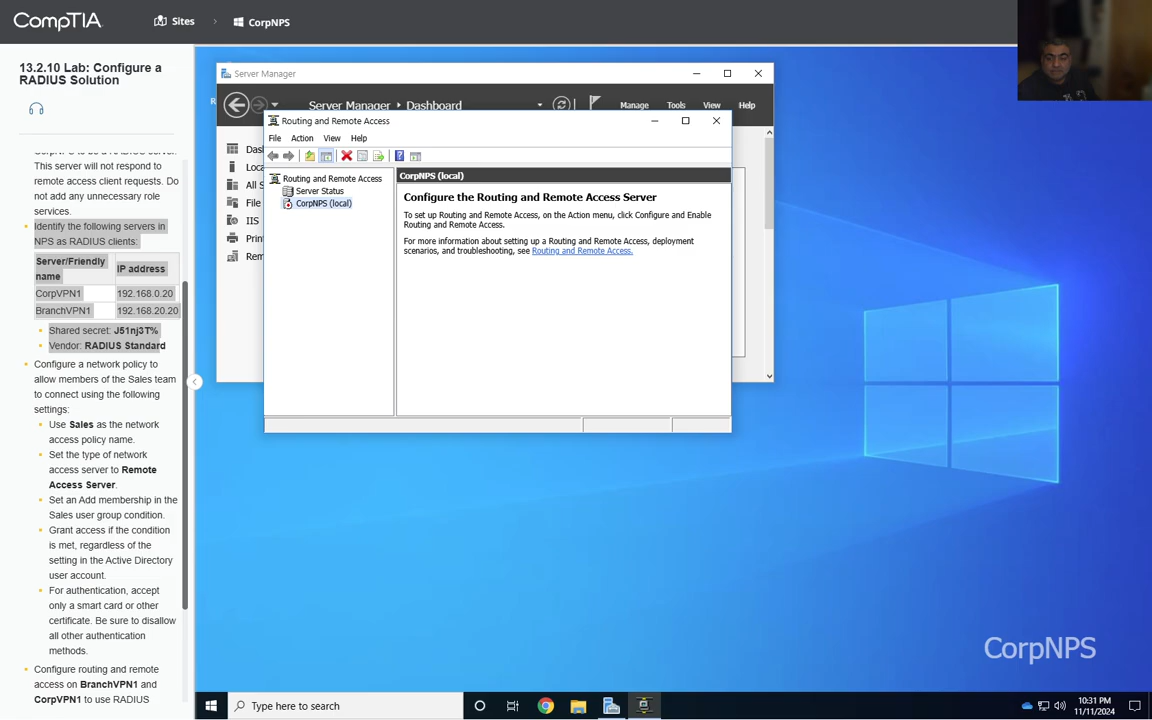 CompTIA
Sites
CorpNPS
13.2.10 Lab: Configure a
RADIUS Solution
CorpNPS to be a RADIUS server.
This server will not respond to
remote access client requests. Do
not add any unnecessary role
services.
Identify the following servers in
NPS as RADIUS clients:
Server/Friendly
name
IP address
CorpVPN1
192.168.0.20
BranchVPN1
192.168.20.20
Shared secret: J51nj3T%
Vendor: RADIUS Standard
Configure a network policy to
allow members of the Sales team
to connect using the following
settings:
Use Sales as the network
access policy name.
Set the type of network
access server to Remote
Access Server.
Set an Add membership in the
Sales user group condition.
Grant access if the condition
is met, regardless of the
setting in the Active Directory
user account.
For authentication, accept
only a smart card or other
certificate. Be sure to disallow
all other authentication
methods.
Configure routing and remote
access on BranchVPN1 and
CorpVPN1 to use RADIUS
R
Server Manager
Server Manager
Dashboard
Manage
Tools
View
Help
Das
Loca
All S
File
IIS
Prin
Rem
Routing and Remote Access
File
Action
View
Help
Routing and Remote Access
Server Status
CorpNPS (local)
CorpNPS (local)
Configure the Routing and Remote Access Server
To set up Routing and Remote Access, on the Action menu, click Configure and Enable
Routing and Remote Access.
For more information about setting up a Routing and Remote Access, deployment
scenarios, and troubleshooting, see Routing and Remote Access.
CorpNPS
Type here to search
10:31 PM
11/11/2024